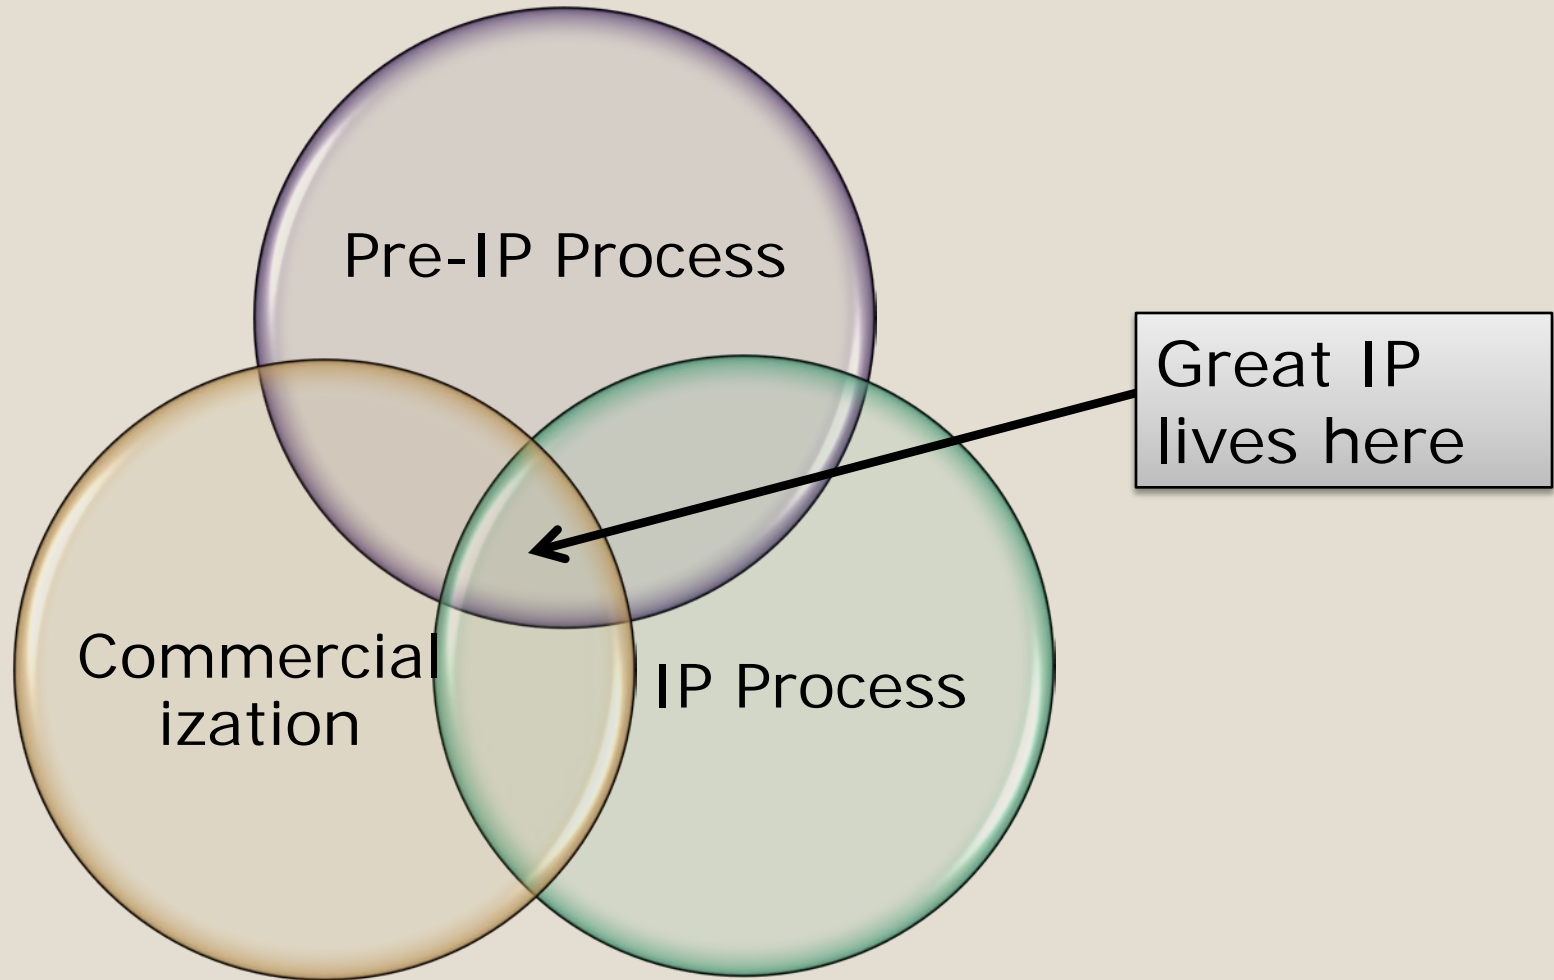 Pre-IP Process
Great IP
lives here
Commercial
ization
IP Process